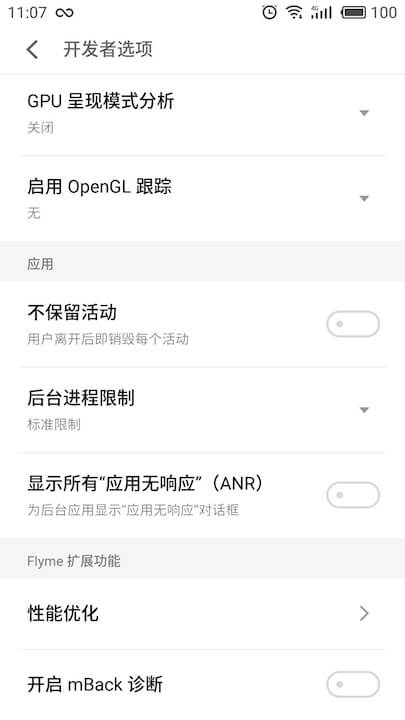 11:07 4G 100
开发者选项
GPU 呈现模式分析
关闭
启用 OpenGL 跟踪
无
应用
不保留活动
用户离开后即销毁每个活动
后台进程限制
标准限制
显示所有“应用无响应”（ANR）
为后台应用显示“应用无响应”对话框
Flyme 扩展功能
性能优化
开启 mBack 诊断